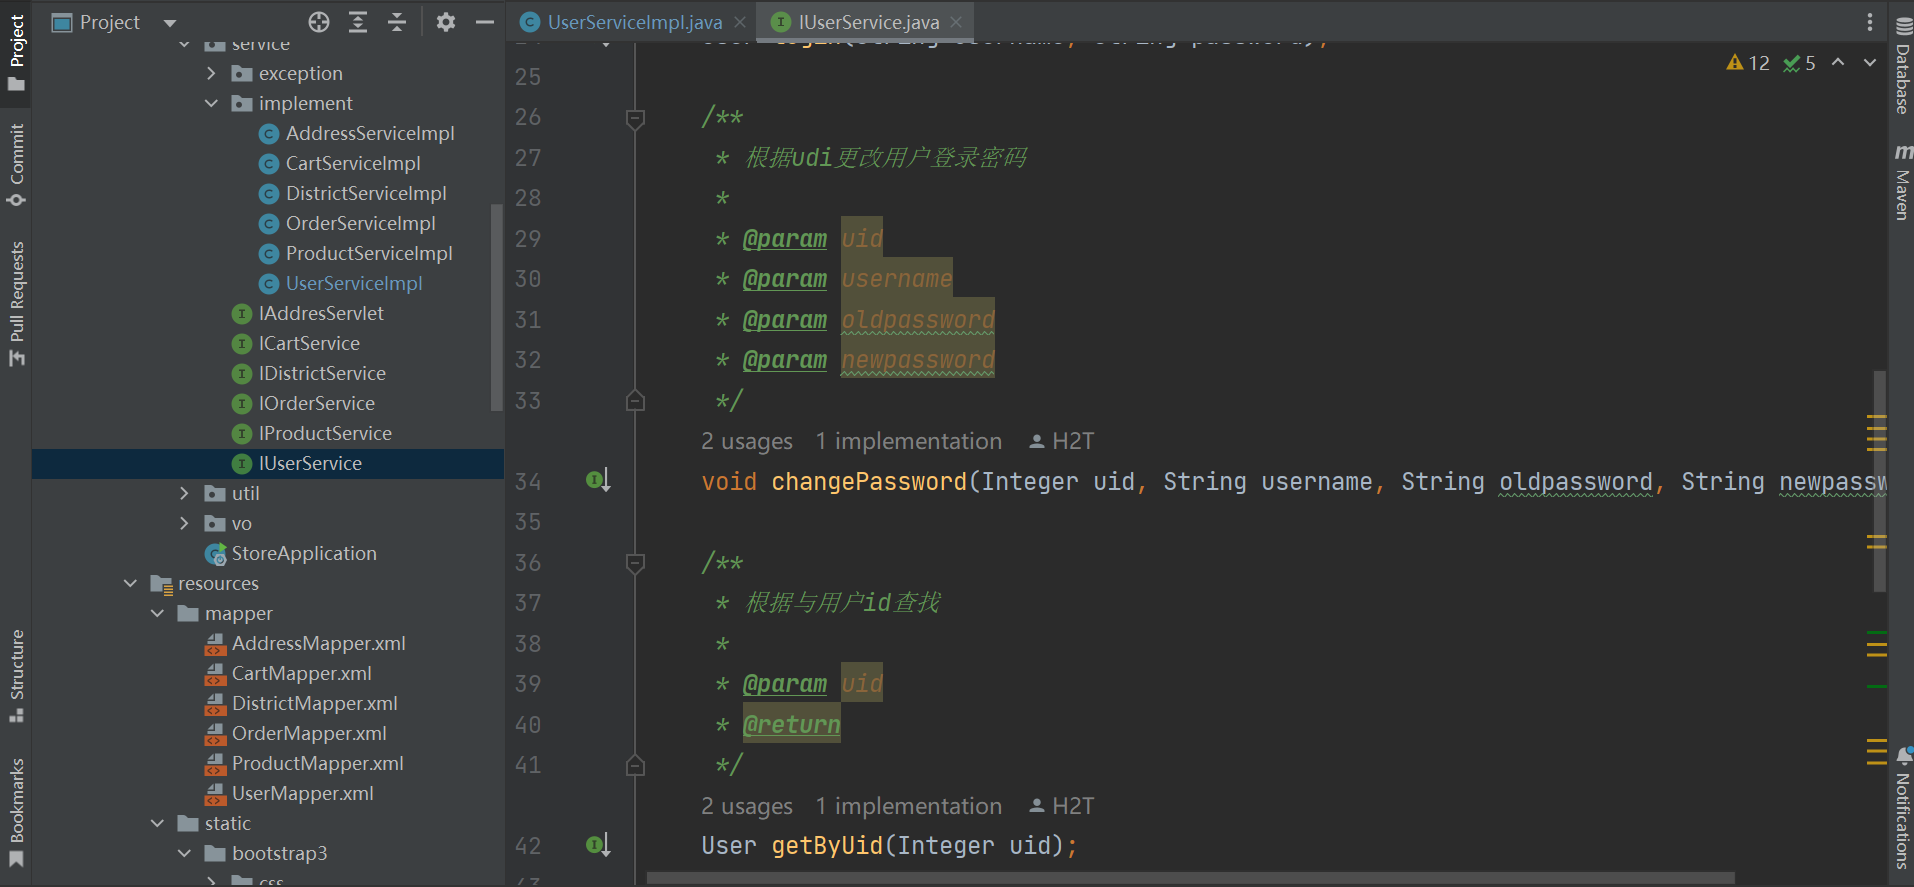 Project
UserServiceImpl.java
IUserService.java
Project
Commit
Pull Requests
Structure
Bookmarks
service
exception
implement
AddressServiceImpl
CartServiceImpl
DistrictServiceImpl
OrderServiceImpl
ProductServiceImpl
UserServiceImpl
IAddresServlet
ICartService
IDistrictService
IOrderService
IProductService
IUserService
util
vo
StoreApplication
resources
mapper
AddressMapper.xml
CartMapper.xml
DistrictMapper.xml
OrderMapper.xml
ProductMapper.xml
UserMapper.xml
static
bootstrap3
css
12 5
25
26 /**
27 * 根据udi更改用户登录密码
28 *
29 * @param uid
30 * @param username
31 * @param oldpassword
32 * @param newpassword
33 */
2 usages 1 implementation H2T
34 void changePassword(Integer uid, String username, String oldpassword, String newpassw
35
36 /**
37 * 根据与用户id查找
38 *
39 * @param uid
40 * @return
41 */
2 usages 1 implementation H2T
42 User getByUid(Integer uid);
Database
Maven
Notifications